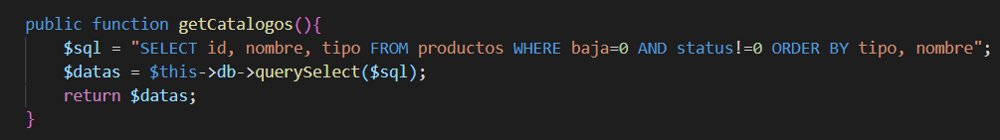 public function getCatalogos(){
$sql = "SELECT id, nombre, tipo FROM productos WHERE baja=0 AND status!=0 ORDER BY tipo, nombre";
$datas = $this->db->querySelect($sql);
return $datas;
}